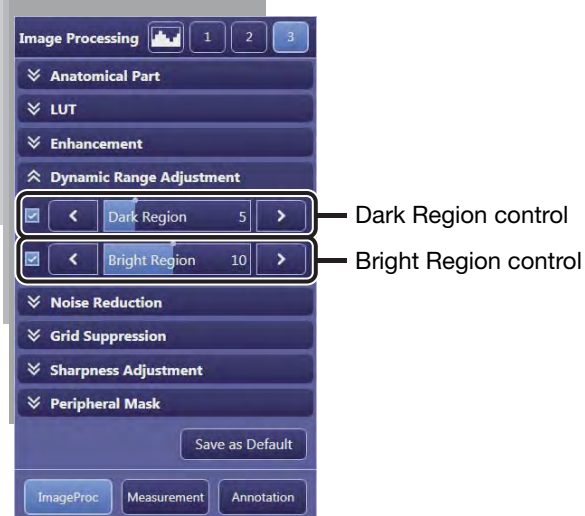 Image Processing 1 2 3
Anatomical Part
LUT
Enhancement
Dynamic Range Adjustment
Dark Region 5
Dark Region control
Bright Region 10
Bright Region control
Noise Reduction
Grid Suppression
Sharpness Adjustment
Peripheral Mask
Save as Default
ImageProc Measurement Annotation